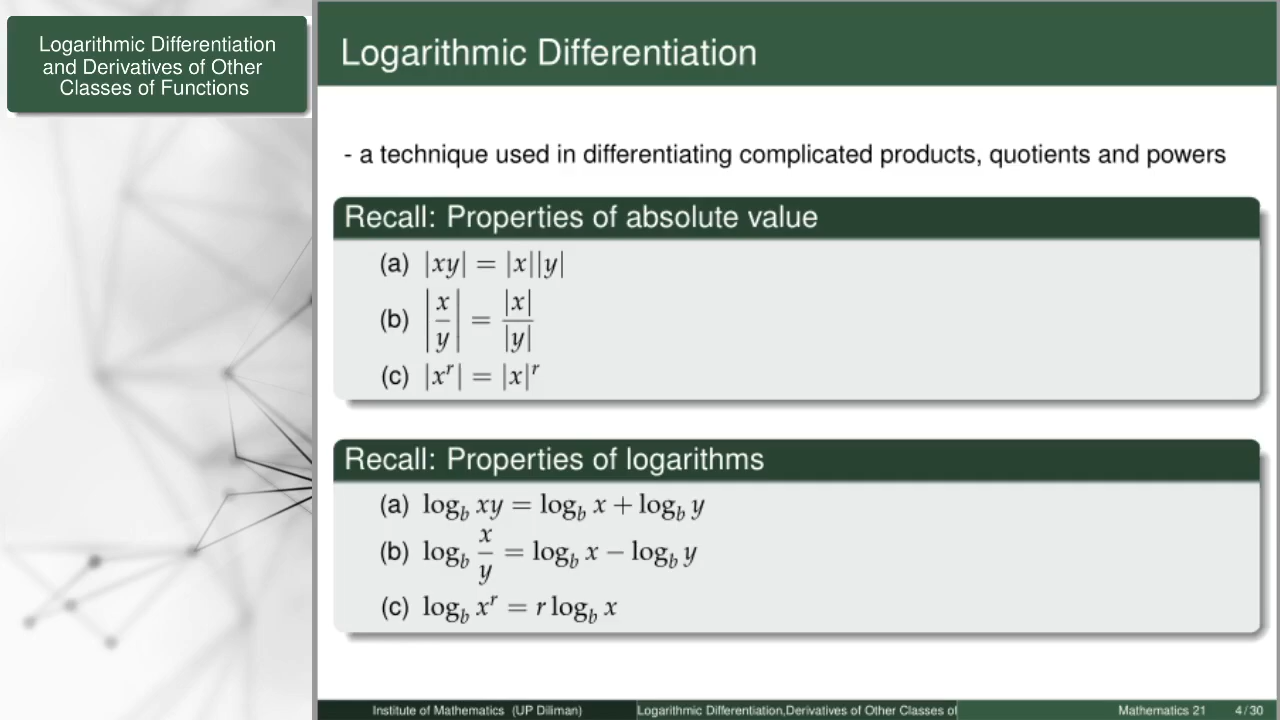 Logarithmic Differentiation
and Derivatives of Other
Classes of Functions
Logarithmic Differentiation
- a technique used in differentiating complicated products, quotients and powers
Recall: Properties of absolute value
(a) |xy| = |x||y|
(b) |x/y| = |x|/|y|
(c) |x^r| = |x|^r
Recall: Properties of logarithms
(a) log_b xy = log_b x + log_b y
(b) log_b x/y = log_b x − log_b y
(c) log_b x^r = r log_b x
Institute of Mathematics (UP Diliman) Logarithmic Differentiation,Derivatives of Other Classes of Mathematics 21 4/30